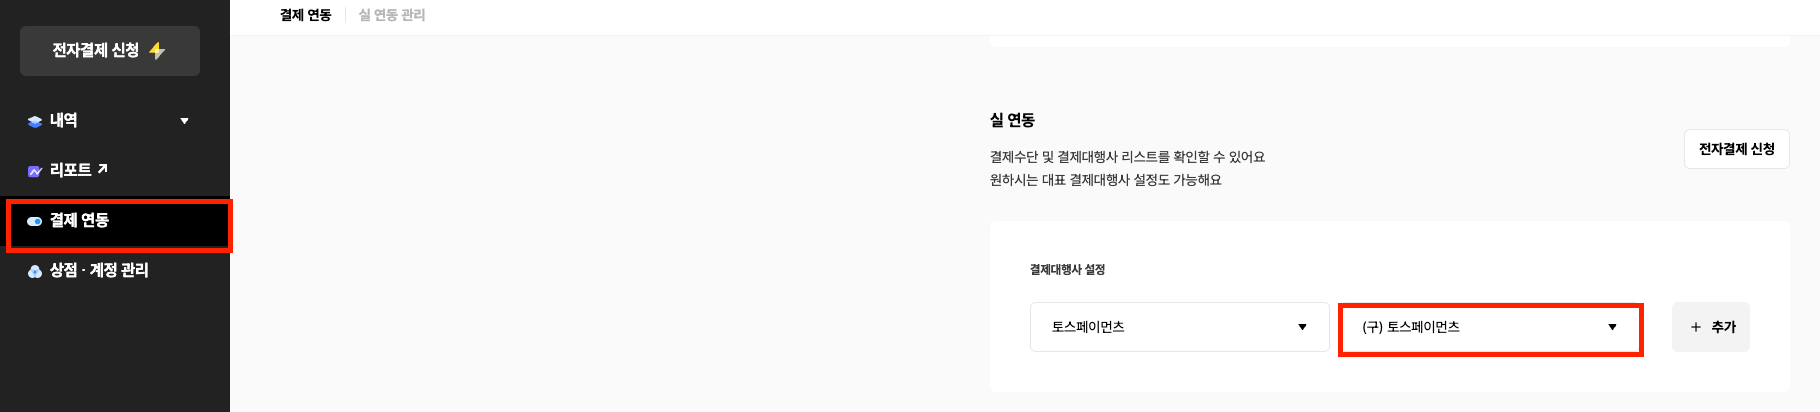 전자결제 신청
내역
리포트
결제 연동
상점 · 계정 관리
결제 연동
실 연동 관리
실 연동
결제수단 및 결제대행사 리스트를 확인할 수 있어요
원하시는 대표 결제대행사 설정도 가능해요
전자결제 신청
결제대행사 설정
토스페이먼츠
(구) 토스페이먼츠
+ 추가